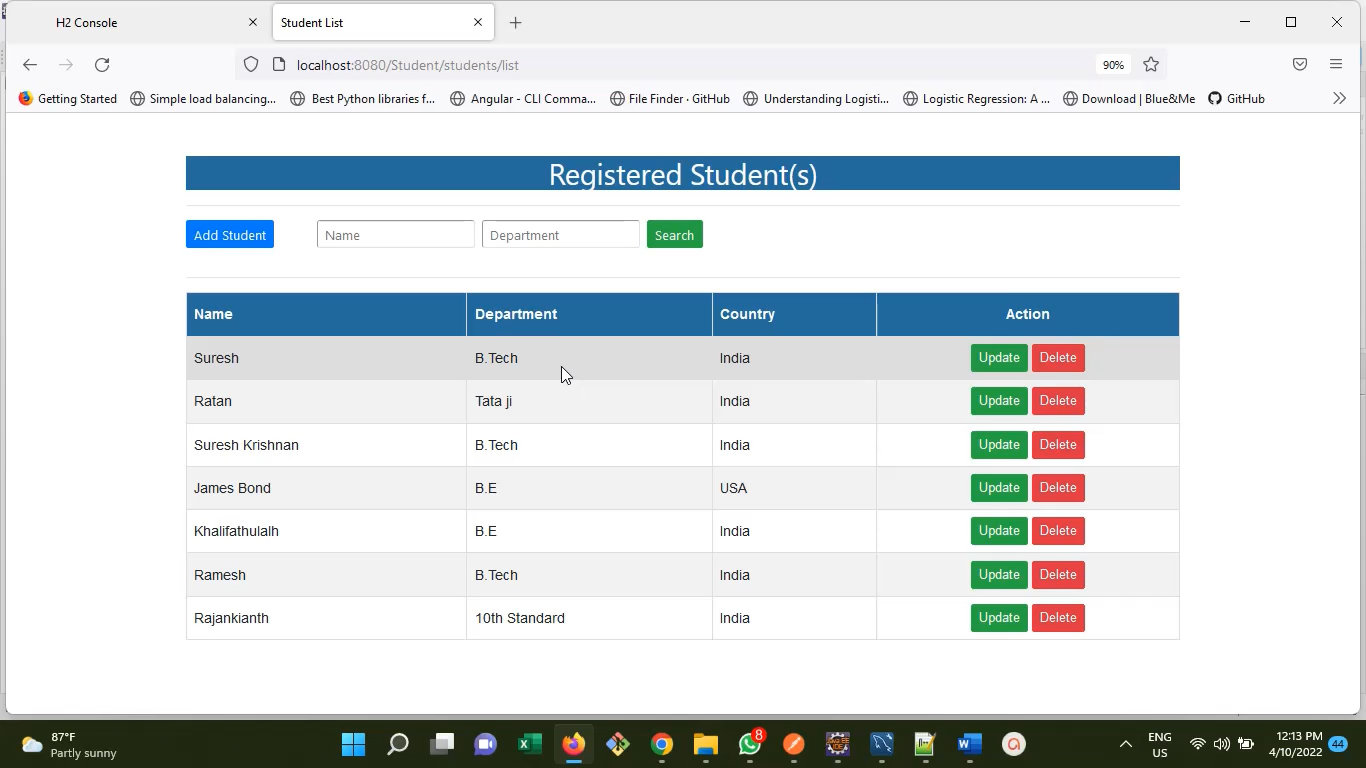 H2 Console
Student List
localhost:8080/Student/students/list
90%
Getting Started
Simple load balancing...
Best Python libraries f...
Angular - CLI Comma...
File Finder · GitHub
Understanding Logisti...
Logistic Regression: A ...
Download | Blue&Me
GitHub
Registered Student(s)
Add Student
Name
Department
Search
Name Department Country Action
Suresh B.Tech India Update Delete
Ratan Tata ji India Update Delete
Suresh Krishnan B.Tech India Update Delete
James Bond B.E USA Update Delete
Khalifathulalh B.E India Update Delete
Ramesh B.Tech India Update Delete
Rajankianth 10th Standard India Update Delete
87°F
Partly sunny
8
ENG
US
12:13 PM
4/10/2022
44